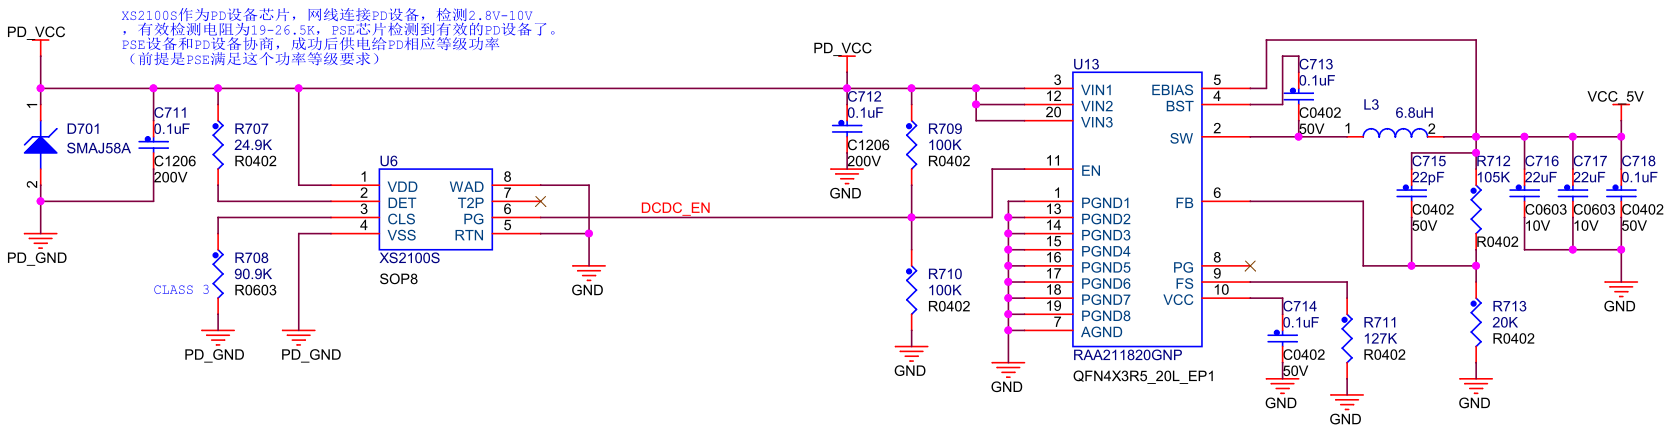 XS2100S作为PD设备芯片，网线连接PD设备，检测2.8V-10V
，有效检测电阻为19-26.5K，PSE芯片检测到有效的PD设备了。
PSE设备和PD设备协商，成功后供电给PD相应等级功率
（前提是PSE满足这个功率等级要求）
PD_VCC
1
D701
SMAJ58A
2
PD_GND
C711
0.1uF
C1206
200V
R707
24.9K
R0402
CLASS 3
R708
90.9K
R0603
PD_GND
PD_GND
U6
1 VDD WAD 8
2 DET T2P 7
3 CLS PG 6
4 VSS RTN 5
XS2100S
SOP8
GND
DCDC_EN
PD_VCC
C712
0.1uF
C1206
200V
GND
R709
100K
R0402
R710
100K
R0402
GND
U13
3 VIN1 EBIAS 5
12 VIN2 BST 4
20 VIN3
SW 2
11 EN
1 PGND1 FB 6
13 PGND2
14 PGND3
15 PGND4
16 PGND5 PG 8
17 PGND6 FS 9
18 PGND7 VCC 10
19 PGND8
7 AGND
RAA211820GNP
QFN4X3R5_20L_EP1
GND
C713
0.1uF
C0402
50V
L3
1 6.8uH 2
VCC_5V
C715
22pF
C0402
50V
R712
105K
R0402
C716
22uF
C0603
10V
C717
22uF
C0603
10V
C718
0.1uF
C0402
50V
GND
C714
0.1uF
C0402
50V
GND
R711
127K
R0402
GND
R713
20K
R0402
GND